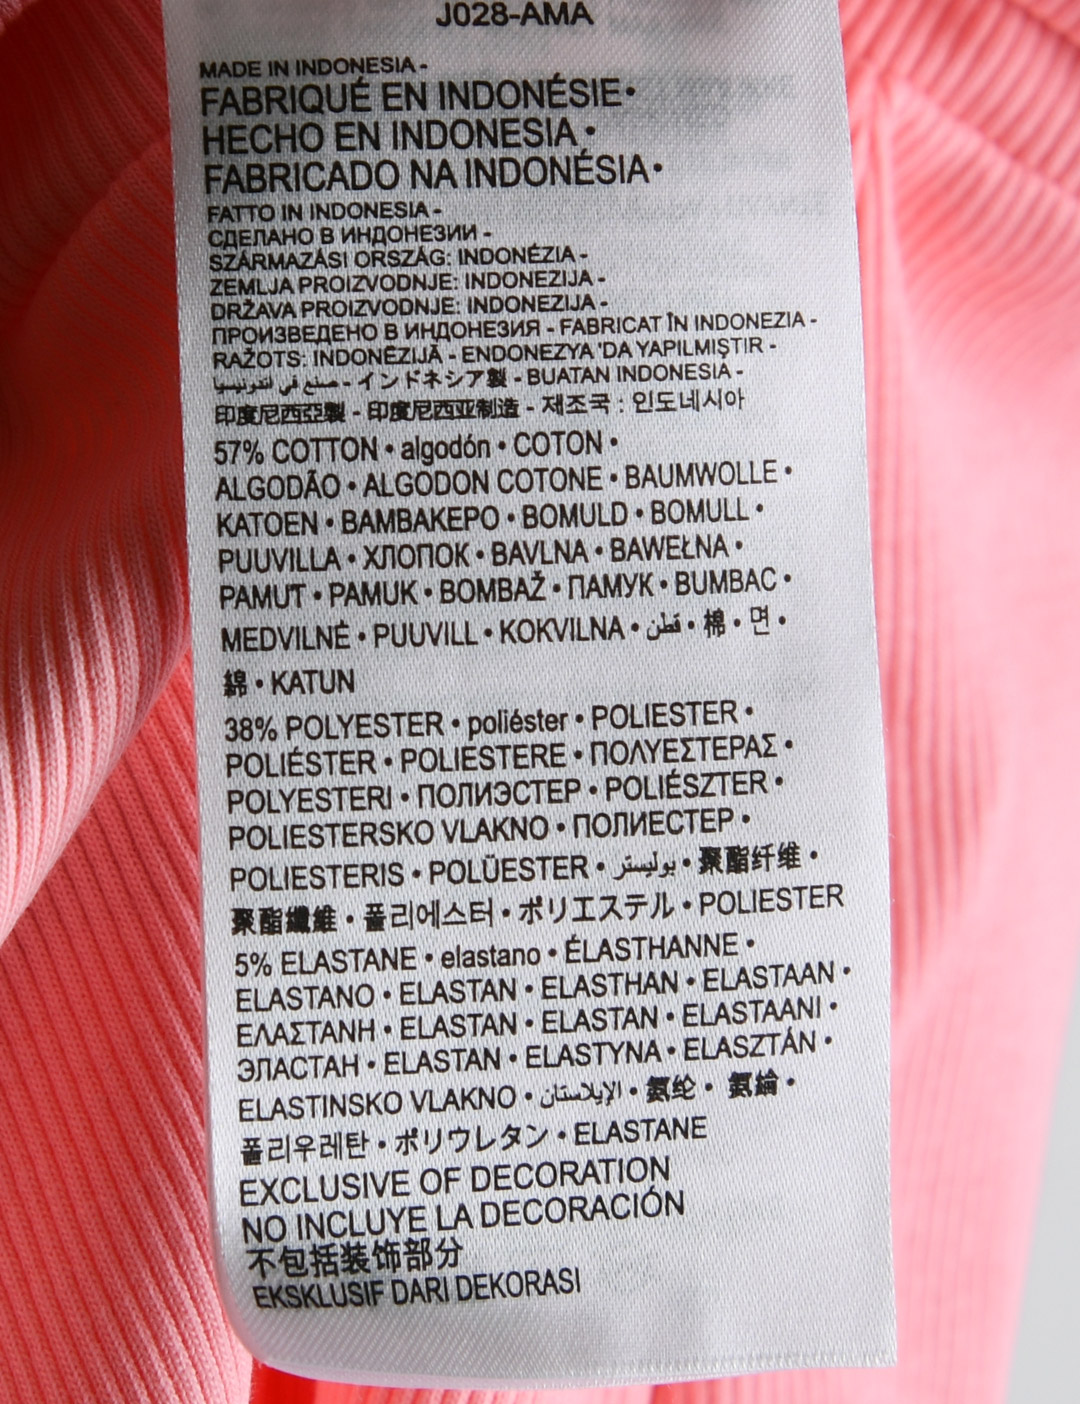 J028-AMA
MADE IN INDONESIA -
FABRIQUÉ EN INDONÉSIE•
HECHO EN INDONESIA •
FABRICADO NA INDONÉSIA•
FATTO IN INDONESIA -
СДЕЛАНО В ИНДОНЕЗИИ -
SZÁRMAZÁSI ORSZÁG: INDONÉZIA -
ZEMLJA PROIZVODNJE: INDONEZIJA -
DRŽAVA PROIZVODNJE: INDONEZIJA -
ПРОИЗВЕДЕНО В ИНДОНЕЗИЯ - FABRICAT ÎN INDONEZIA -
RAŽOTS: INDONĒZIJĀ - ENDONEZYA 'DA YAPILMIŞTIR -
صنع في اندونيسيا - インドネシア製 - BUATAN INDONESIA -
印度尼西亞製 - 印度尼西亚制造 - 제조국 : 인도네시아
57% COTTON • algodón • COTON •
ALGODÃO • ALGODON COTONE • BAUMWOLLE •
KATOEN • BAMBAKEPO • BOMULD • BOMULL •
PUUVILLA • ХЛОПОК • BAVLNA • BAWEŁNA •
PAMUT • PAMUK • BOMBAŽ • ПАМУК • BUMBAC •
MEDVILNÉ • PUUVILL • KOKVILNA • قطن • 棉 • 면 •
綿 • KATUN
38% POLYESTER • poliéster • POLIESTER •
POLIÉSTER • POLIESTERE • ΠΟΛΥΕΣΤΕΡΑΣ •
POLYESTERI • ПОЛИЭСТЕР • POLIÉSZTER •
POLIESTERSKO VLAKNO • ПОЛИЕСТЕР •
POLIESTERIS • POLÜESTER • بوليستر • 聚酯纤维 •
聚酯纖維 • 폴리에스터 • ポリエステル • POLIESTER
5% ELASTANE • elastano • ÉLASTHANNE •
ELASTANO • ELASTAN • ELASTHAN • ELASTAAN •
ΕΛΑΣΤΑΝΗ • ELASTAN • ELASTAN • ELASTAANI •
ЭЛАСТАН • ELASTAN • ELASTYNA • ELASZTÁN •
ELASTINSKO VLAKNO • الإيلاستان • 氨纶 • 氨綸 •
폴리우레탄 • ポリウレタン • ELASTANE
EXCLUSIVE OF DECORATION
NO INCLUYE LA DECORACIÓN
不包括装饰部分
EKSKLUSIF DARI DEKORASI